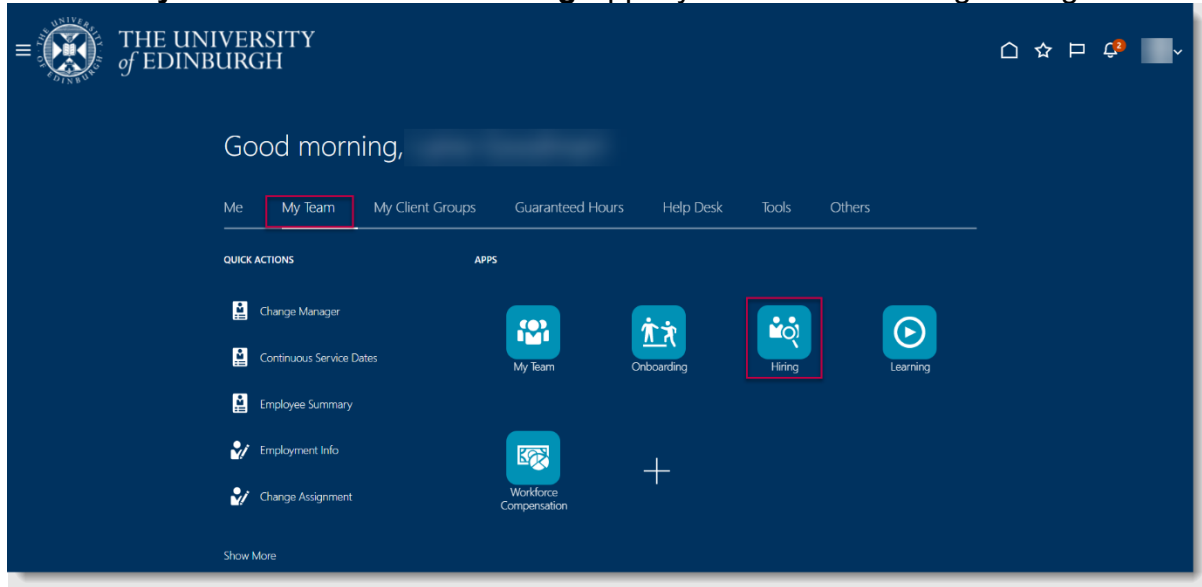 THE UNIVERSITY
of EDINBURGH
2
Good morning,
Me My Team My Client Groups Guaranteed Hours Help Desk Tools Others
QUICK ACTIONS
Change Manager
Continuous Service Dates
Employee Summary
Employment Info
Change Assignment
Show More
APPS
My Team
Onboarding
Hiring
Learning
Workforce
Compensation